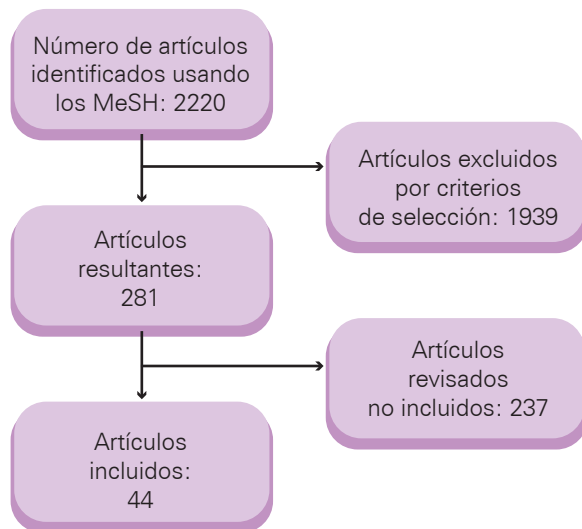 Número de artículos
identificados usando
los MeSH: 2220
Artículos excluidos
por criterios
de selección: 1939
Artículos
resultantes:
281
Artículos
revisados
no incluidos: 237
Artículos
incluidos:
44